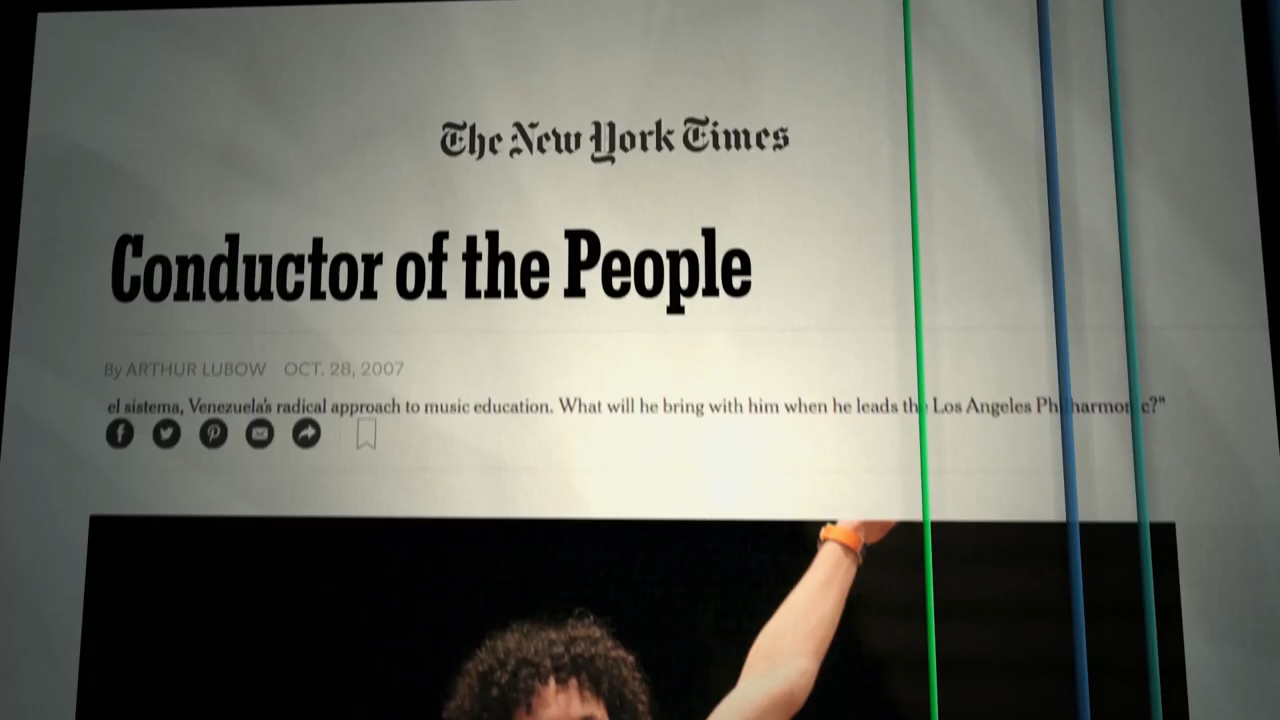 The New York Times
Conductor of the People
By ARTHUR LUBOW OCT. 28, 2007
el sistema, Venezuela's radical approach to music education. What will he bring with him when he leads the Los Angeles Philharmonic?"